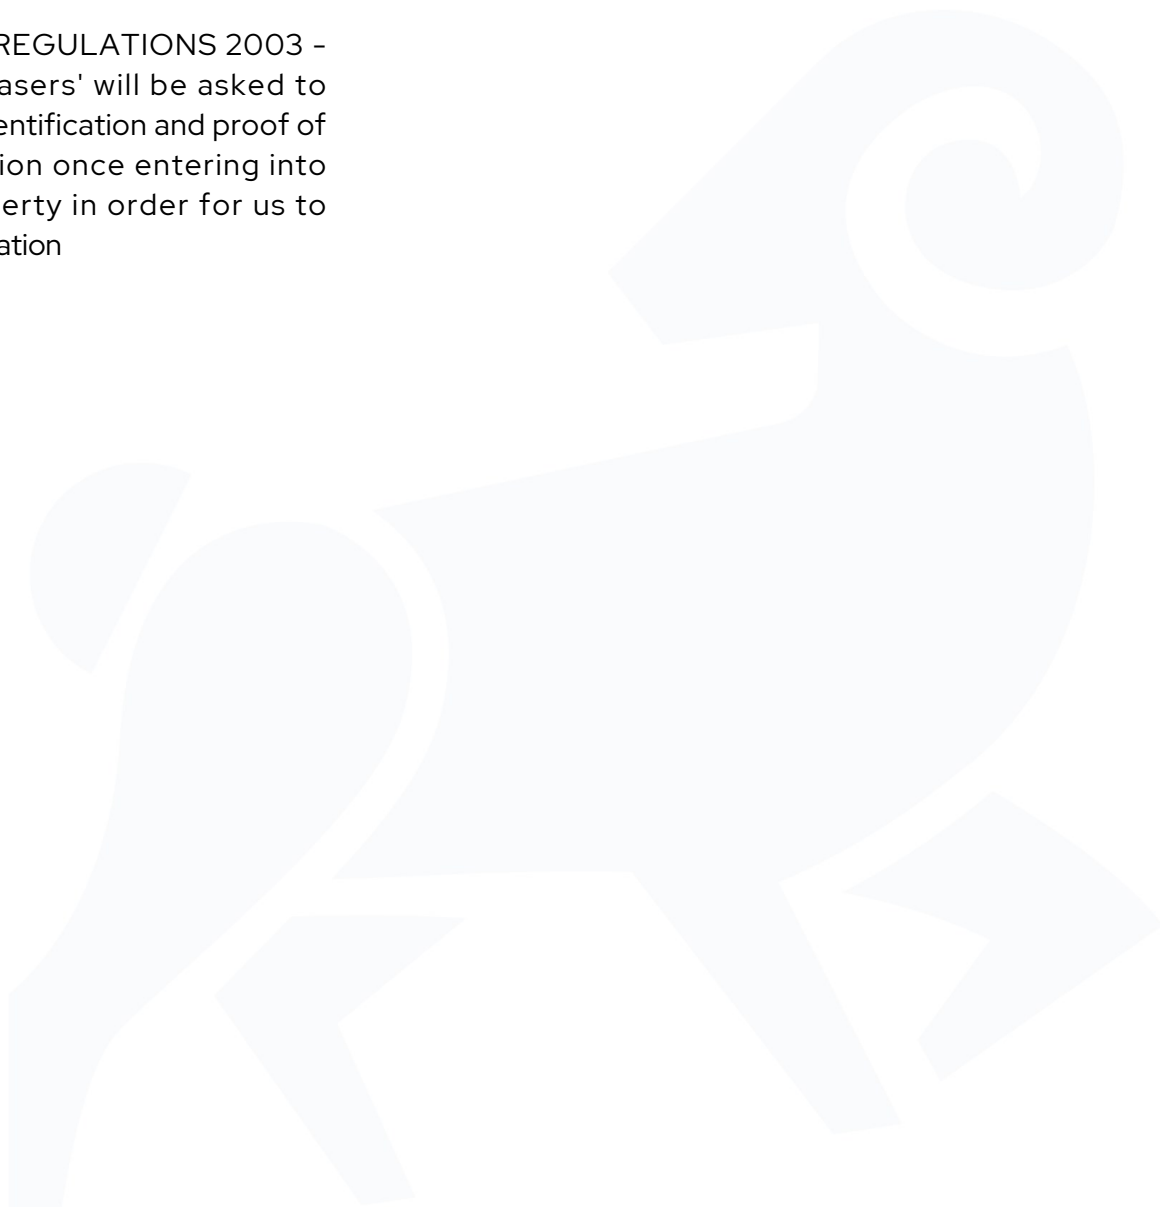 REGULATIONS 2003 -
asers' will be asked to
entification and proof of
ion once entering into
erty in order for us to
ation